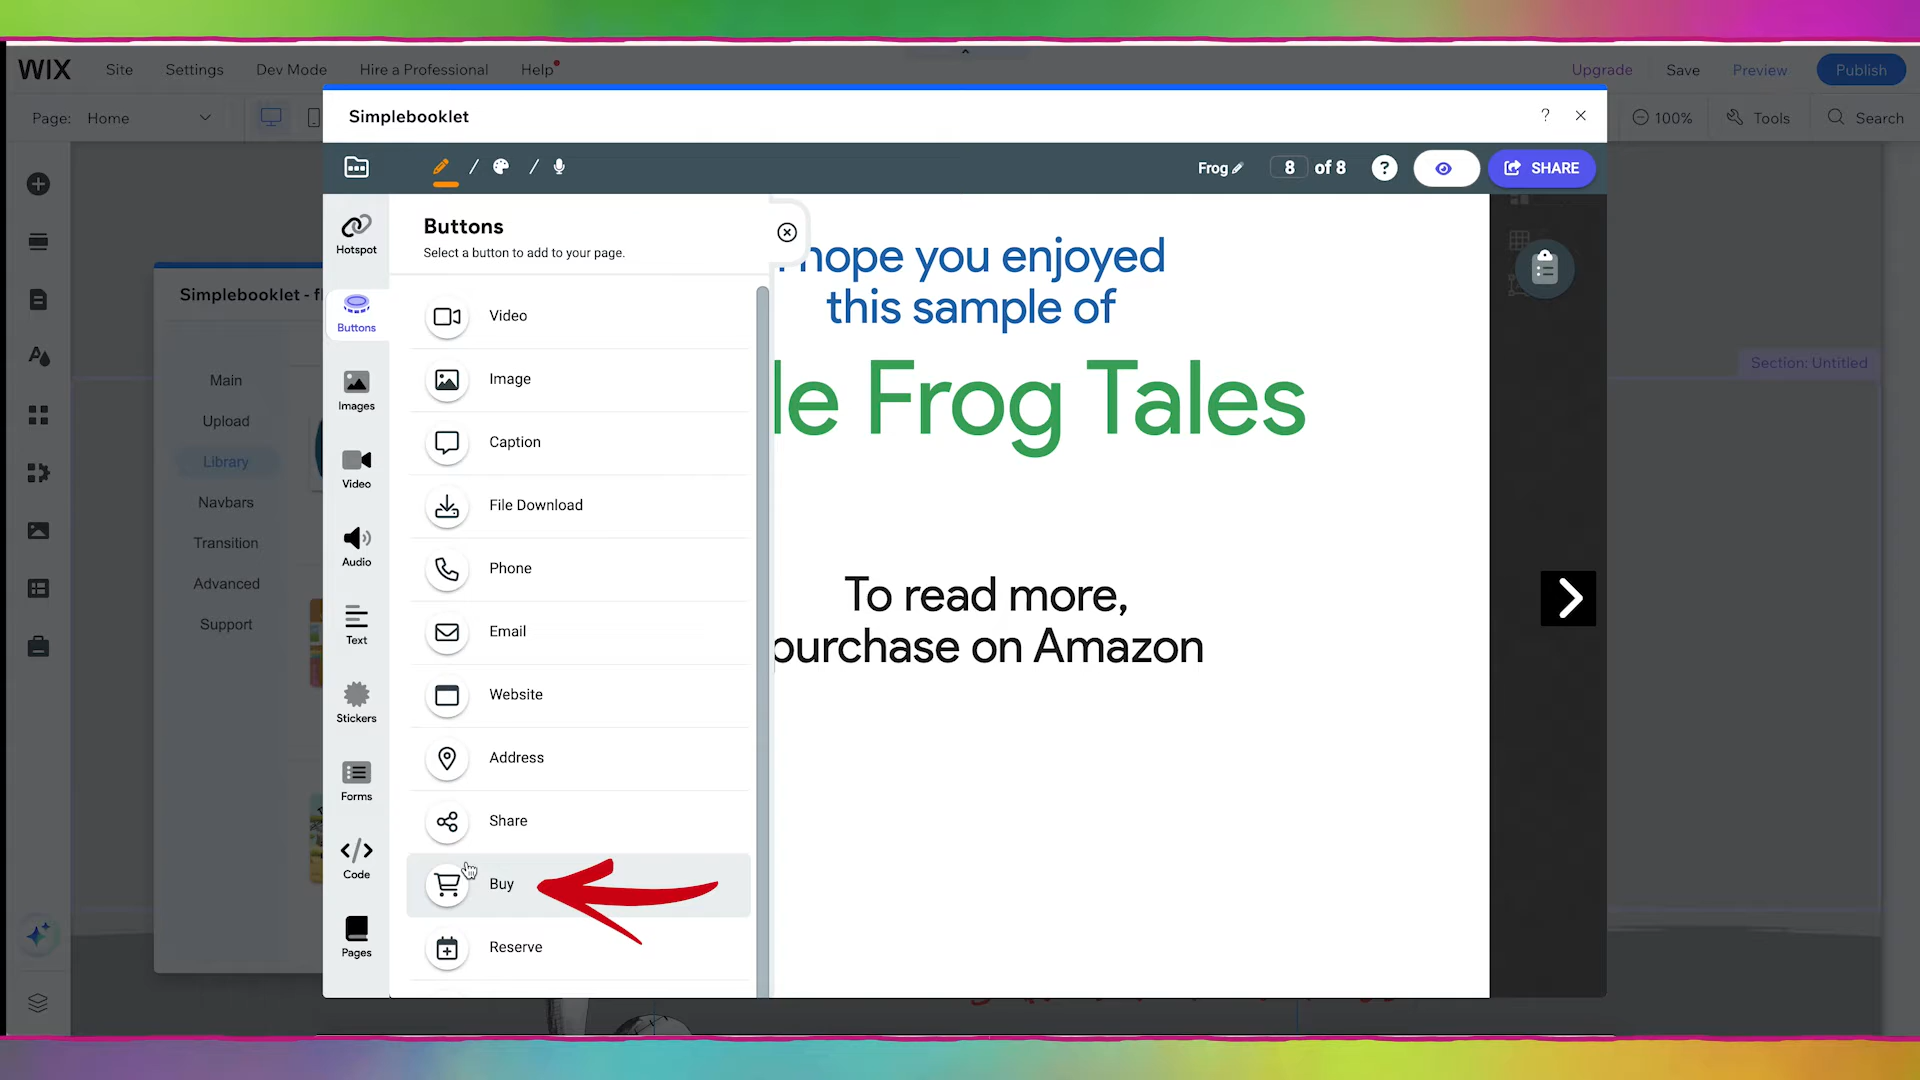 WIX Site Settings Dev Mode Hire a Professional Help Upgrade Save Preview Publish
Page: Home 100% Tools Search
Simplebooklet ?
Frog 8 of 8 ? SHARE
Hotspot
Buttons
Images
Video
Audio
Text
Stickers
Forms
Code
Pages
Buttons
Select a button to add to your page.
Video
Image
Caption
File Download
Phone
Email
Website
Address
Share
Buy
Reserve
hope you enjoyed
this sample of
le Frog Tales
To read more,
purchase on Amazon
Simplebooklet - fl
Main
Upload
Library
Navbars
Transition
Advanced
Support
Section: Untitled